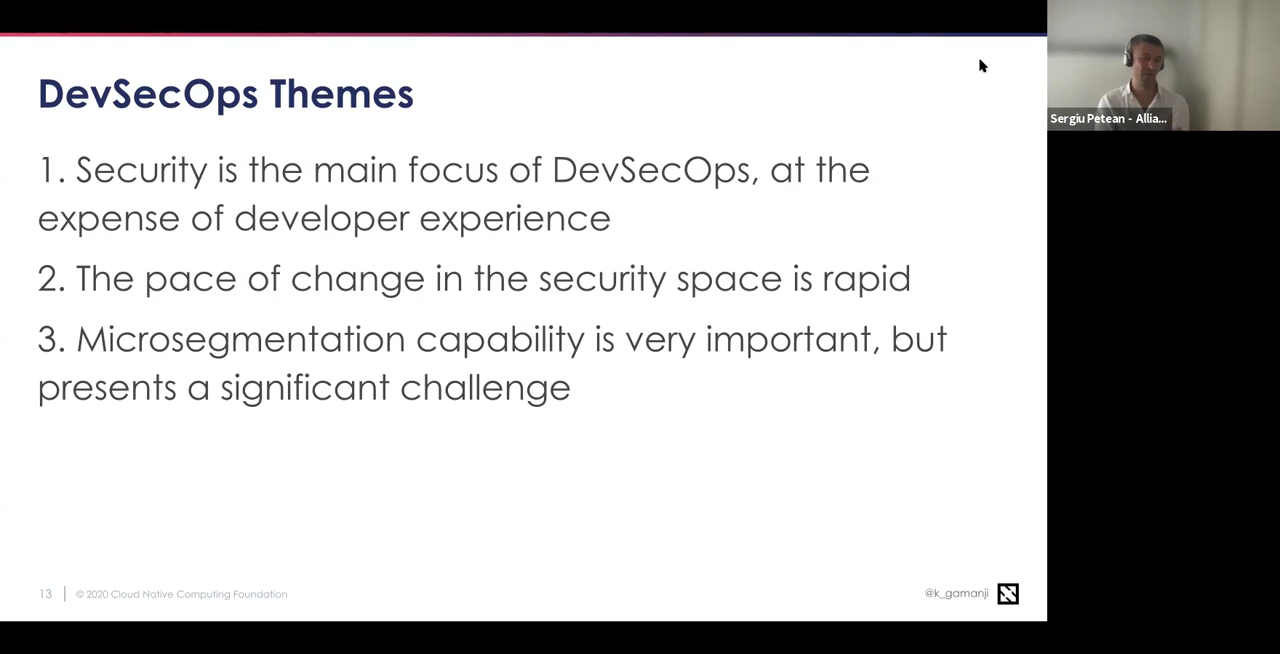 DevSecOps Themes
1. Security is the main focus of DevSecOps, at the
expense of developer experience
2. The pace of change in the security space is rapid
3. Microsegmentation capability is very important, but
presents a significant challenge
13
© 2020 Cloud Native Computing Foundation
@k_gamanji
Sergiu Petean - Allia...